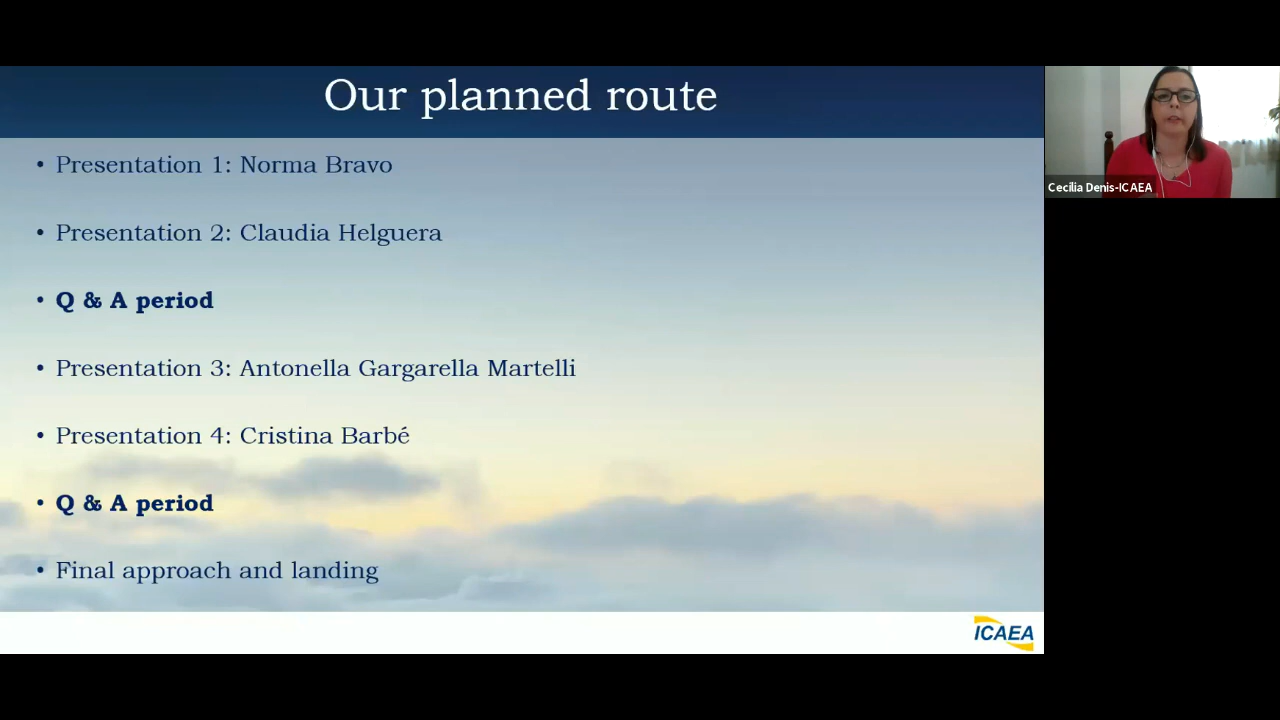 Our planned route
• Presentation 1: Norma Bravo
• Presentation 2: Claudia Helguera
• Q & A period
• Presentation 3: Antonella Gargarella Martelli
• Presentation 4: Cristina Barbé
• Q & A period
• Final approach and landing
ICAEA
Cecilia Denis-ICAEA